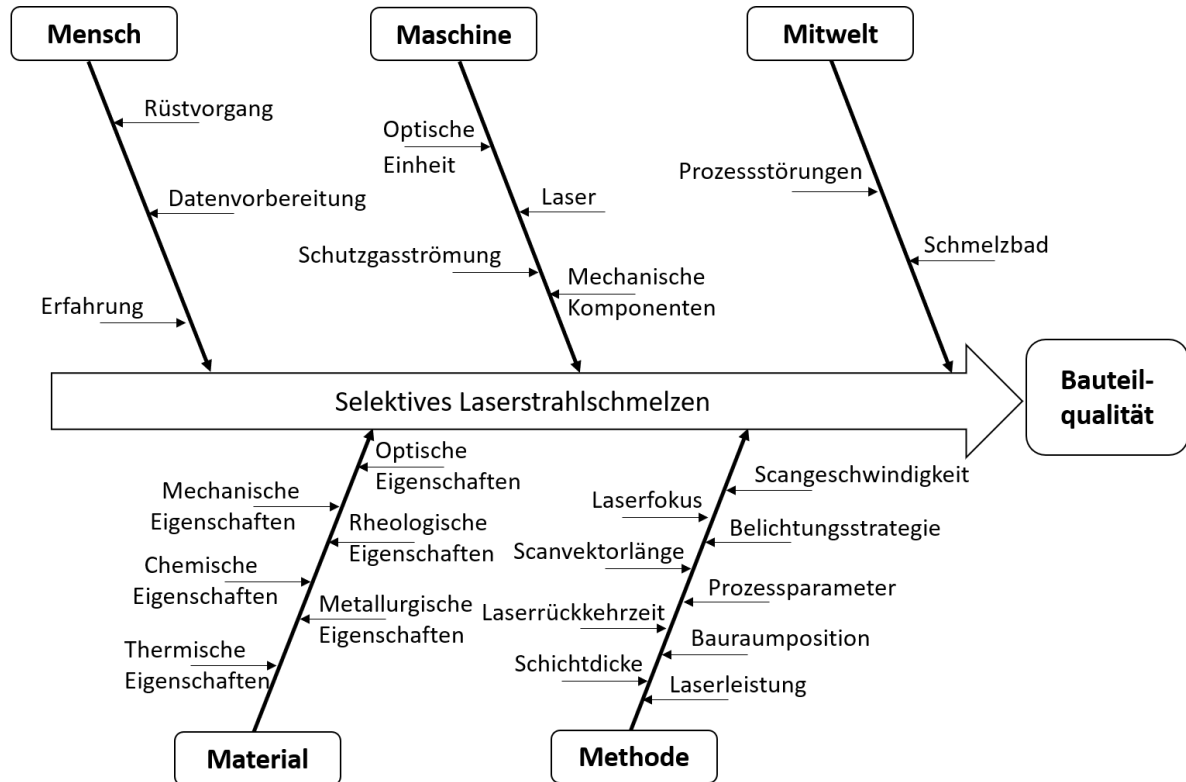 Mensch
Maschine
Mitwelt
Rüstvorgang
Datenvorbereitung
Erfahrung
Optische
Einheit
Laser
Schutzgasströmung
Mechanische
Komponenten
Prozessstörungen
Schmelzbad
Selektives Laserstrahlschmelzen
Bauteil-
qualität
Optische
Eigenschaften
Mechanische
Eigenschaften
Rheologische
Eigenschaften
Chemische
Eigenschaften
Metallurgische
Eigenschaften
Thermische
Eigenschaften
Material
Scangeschwindigkeit
Laserfokus
Belichtungsstrategie
Scanvektorlänge
Prozessparameter
Laserrückkehrzeit
Bauraumposition
Schichtdicke
Laserleistung
Methode